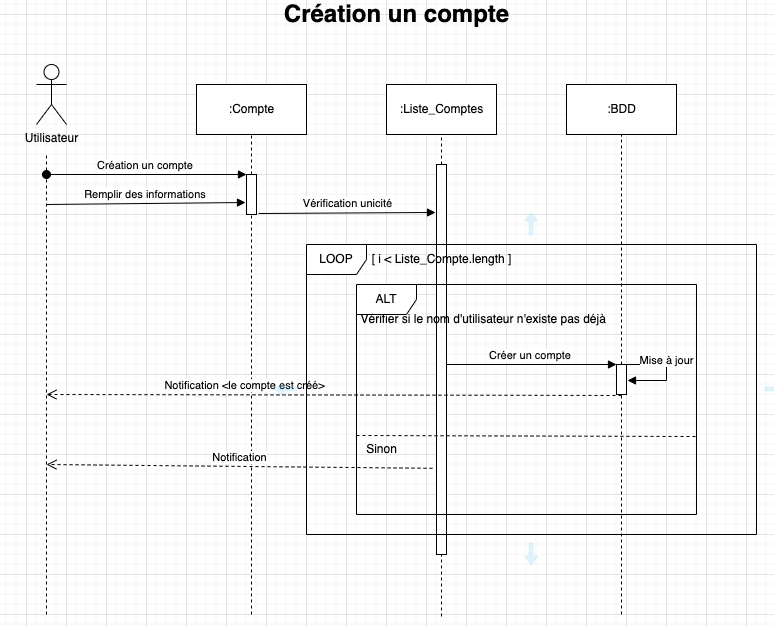 Création un compte
:Compte
:Liste_Comptes
:BDD
Utilisateur
Création un compte
Remplir des informations
Vérification unicité
LOOP
[ i < Liste_Compte.length ]
ALT
Vérifier si le nom d'utilisateur n'existe pas déjà
Créer un compte
Mise à jour
Notification <le compte est créé>
Sinon
Notification